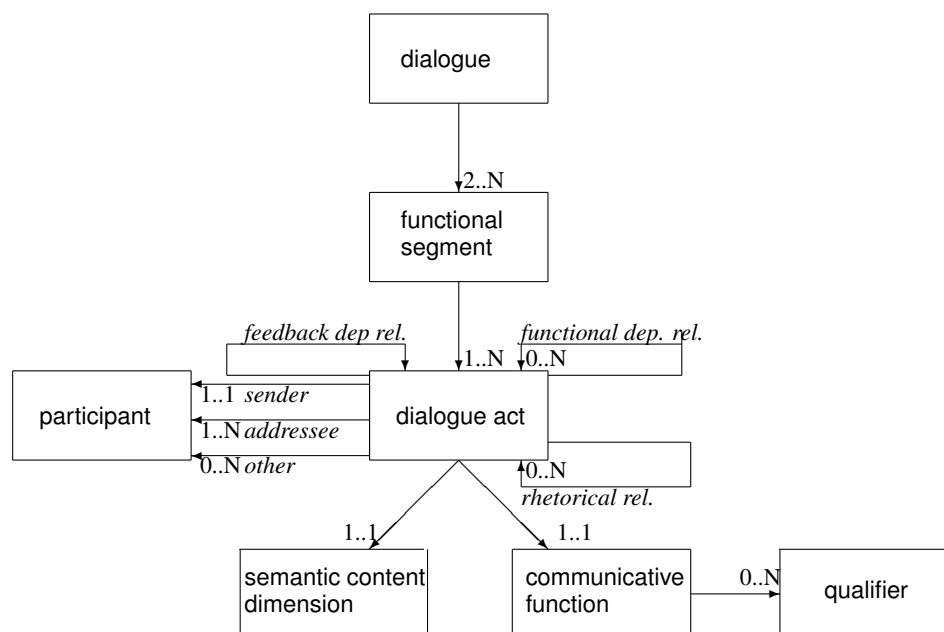 dialogue
2..N
functional
segment
feedback dep rel.
functional dep. rel.
1..N
0..N
participant
1..1 sender
1..N addressee
0..N other
dialogue act
0..N
rhetorical rel.
1..1
1..1
semantic content
dimension
communicative
function
0..N
qualifier